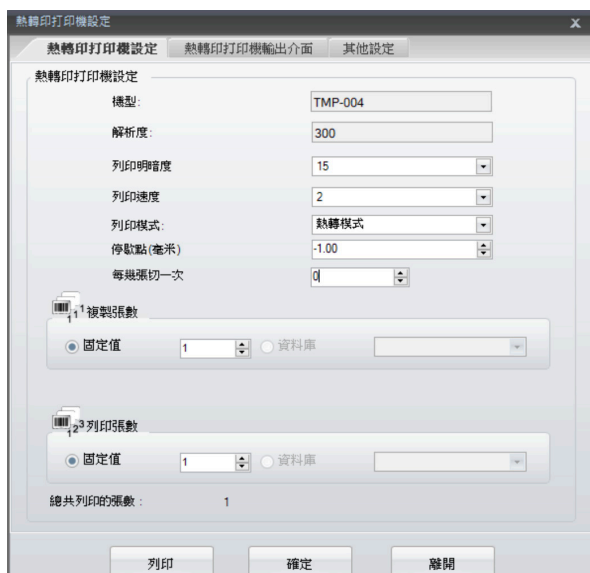 熱轉印打印機設定 x
熱轉印打印機設定 熱轉印打印機輸出介面 其他設定
熱轉印打印機設定
機型: TMP-004
解析度: 300
列印明暗度 15
列印速度 2
列印模式: 熱轉模式
停歇點(毫米) -1.00
每幾張切一次 0
1 1 複製張數
固定值 1 資料庫
1 2 3 列印張數
固定值 1 資料庫
總共列印的張數 : 1
列印 確定 離開